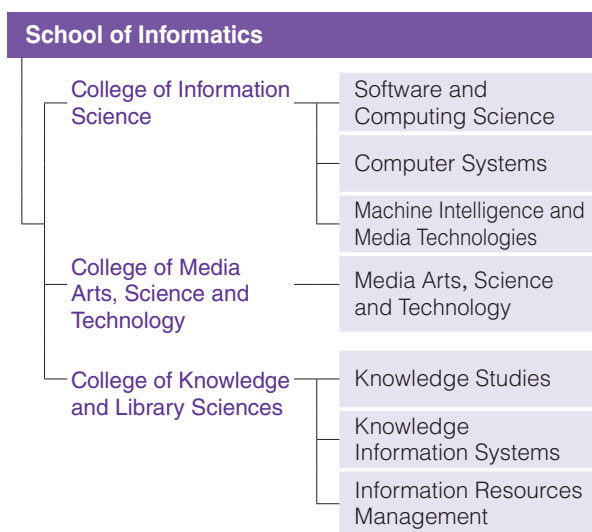 School of Informatics
College of Information
Science
Software and
Computing Science
Computer Systems
Machine Intelligence and
Media Technologies
College of Media
Arts, Science and
Technology
Media Arts, Science
and Technology
College of Knowledge
and Library Sciences
Knowledge Studies
Knowledge
Information Systems
Information Resources
Management